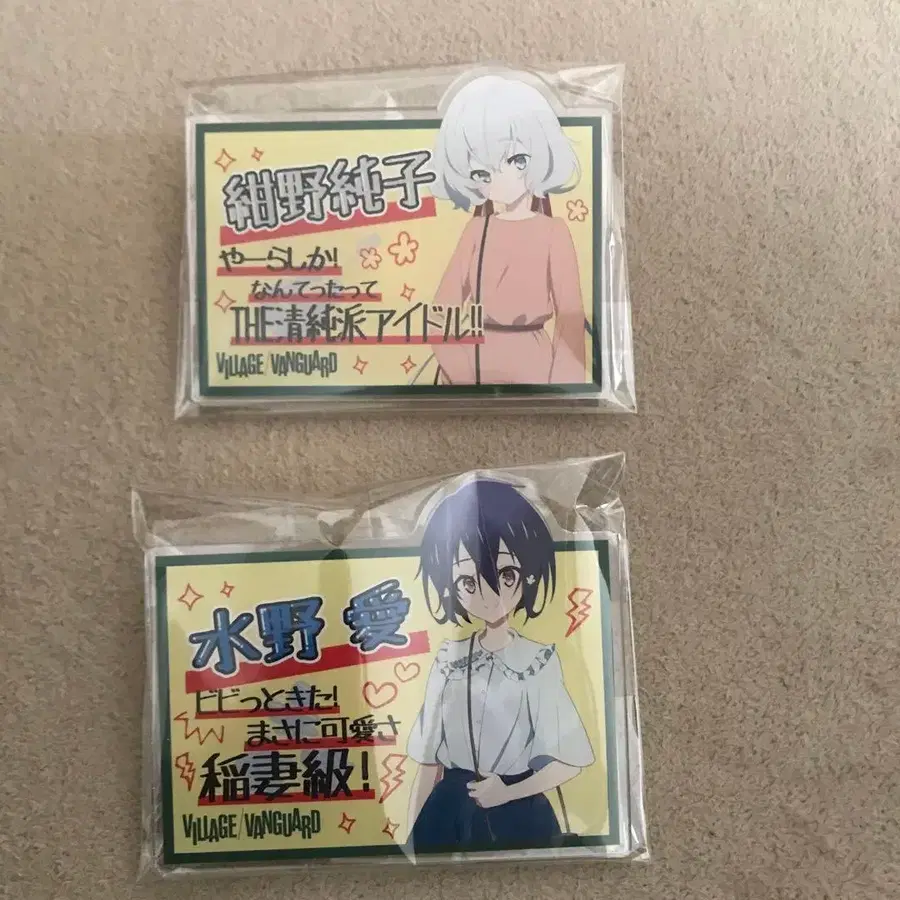 紺野純子
やーらしか!
なんてったって
THE清純派アイドル!!
VILLAGE/VANGUARD
水野 愛
ビビっときた!
まさに可愛さ
稲妻級!
VILLAGE/VANGUARD